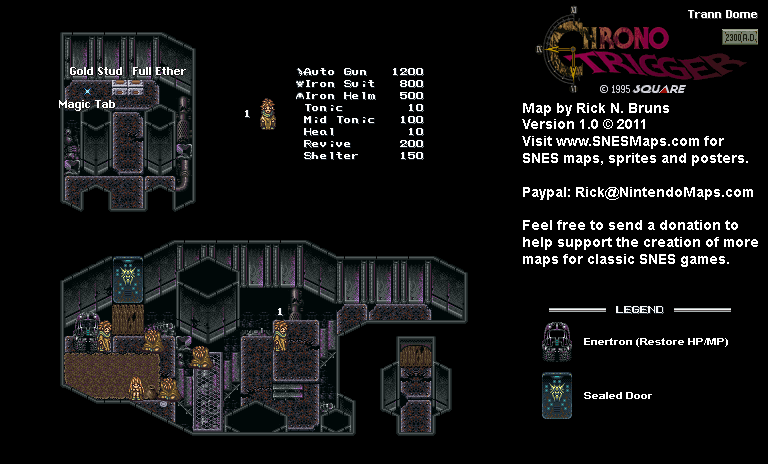 Trann Dome
2300 A.D.
CHRONO
TRIGGER
© 1995 SQUARE
Gold Stud Full Ether
Magic Tab
1
Auto Gun 1200
Iron Suit 800
Iron Helm 500
Tonic 10
Mid Tonic 100
Heal 10
Revive 200
Shelter 150
Map by Rick N. Bruns
Version 1.0 © 2011
Visit www.SNESMaps.com for
SNES maps, sprites and posters.
Paypal: Rick@NintendoMaps.com
Feel free to send a donation to
help support the creation of more
maps for classic SNES games.
1
LEGEND
Enertron (Restore HP/MP)
Sealed Door